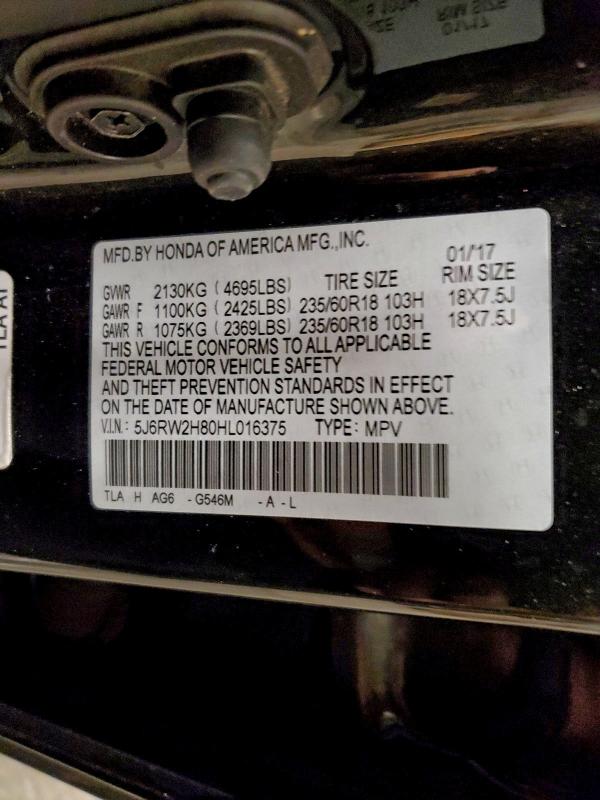 MFD.BY HONDA OF AMERICA MFG.,INC. 01/17
GVWR 2130KG ( 4695LBS) TIRE SIZE RIM SIZE
GAWR F 1100KG ( 2425LBS) 235/60R18 103H 18X7.5J
GAWR R 1075KG ( 2369LBS) 235/60R18 103H 18X7.5J
THIS VEHICLE CONFORMS TO ALL APPLICABLE
FEDERAL MOTOR VEHICLE SAFETY
AND THEFT PREVENTION STANDARDS IN EFFECT
ON THE DATE OF MANUFACTURE SHOWN ABOVE.
V.I.N.: 5J6RW2H80HL016375 TYPE: MPV
TLA H AG6 -G546M -A -L